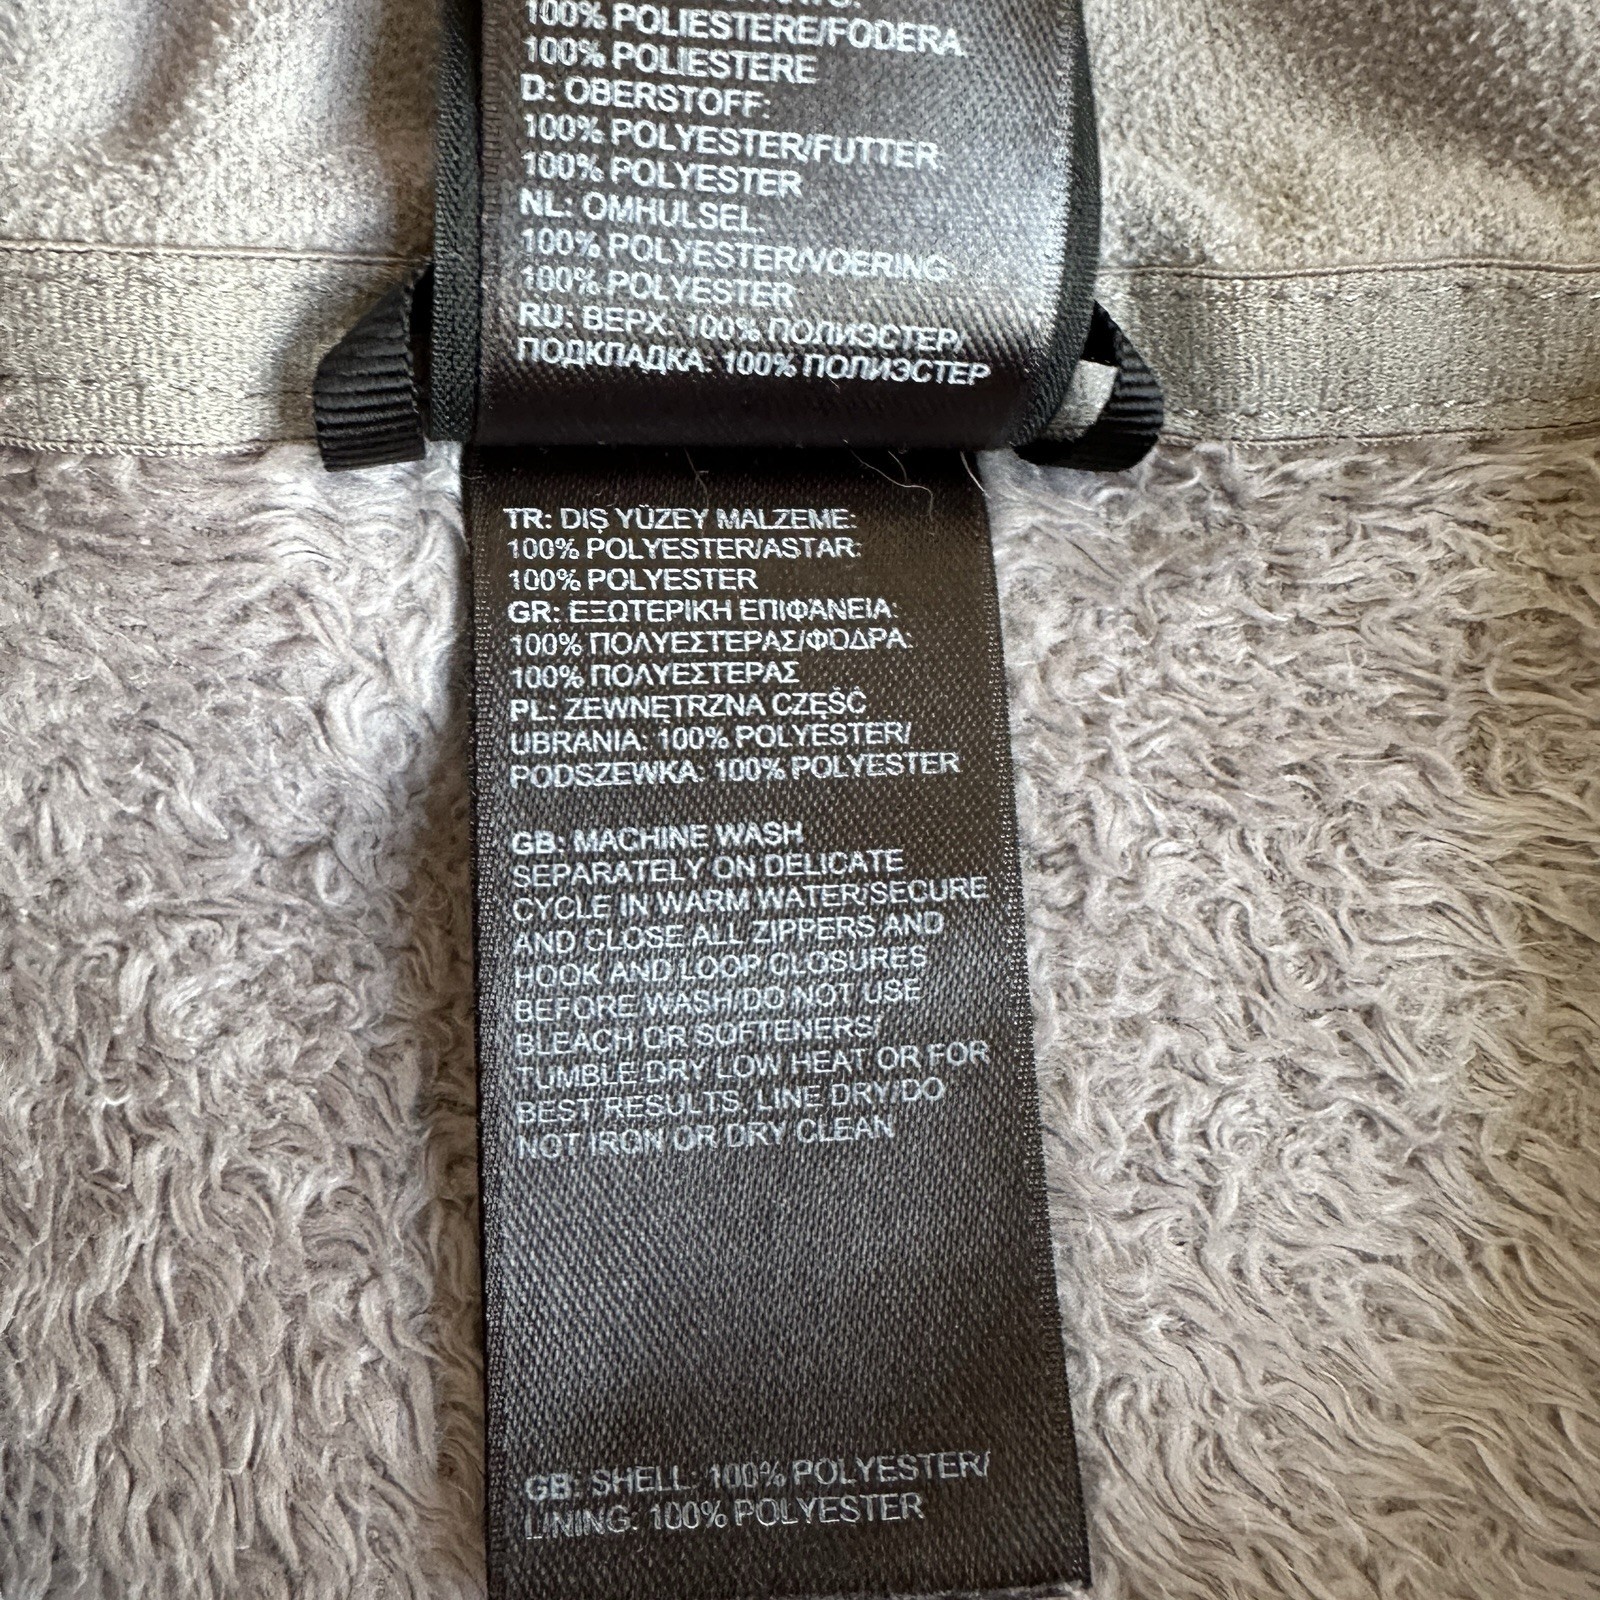 100% POLIESTERE/FODERA:
100% POLIESTERE
D: OBERSTOFF:
100% POLYESTER/FUTTER:
100% POLYESTER
NL: OMHULSEL:
100% POLYESTER/VOERING:
100% POLYESTER
RU: ВЕРХ: 100% ПОЛИЭСТЕР/
ПОДКЛАДКА: 100% ПОЛИЭСТЕР
TR: DIŞ YÜZEY MALZEME:
100% POLYESTER/ASTAR:
100% POLYESTER
GR: ΕΞΩΤΕΡΙΚΗ ΕΠΙΦΆΝΕΙΑ:
100% ΠΟΛΥΕΣΤΕΡΑΣ/ΦΌΔΡΑ:
100% ΠΟΛΥΕΣΤΕΡΑΣ
PL: ZEWNĘTRZNA CZĘŚĆ
UBRANIA: 100% POLYESTER/
PODSZEWKA: 100% POLYESTER
GB: MACHINE WASH
SEPARATELY ON DELICATE
CYCLE IN WARM WATER/SECURE
AND CLOSE ALL ZIPPERS AND
HOOK AND LOOP CLOSURES
BEFORE WASH/DO NOT USE
BLEACH OR SOFTENERS/
TUMBLE DRY LOW HEAT OR FOR
BEST RESULTS, LINE DRY/DO
NOT IRON OR DRY CLEAN
GB: SHELL: 100% POLYESTER/
LINING: 100% POLYESTER